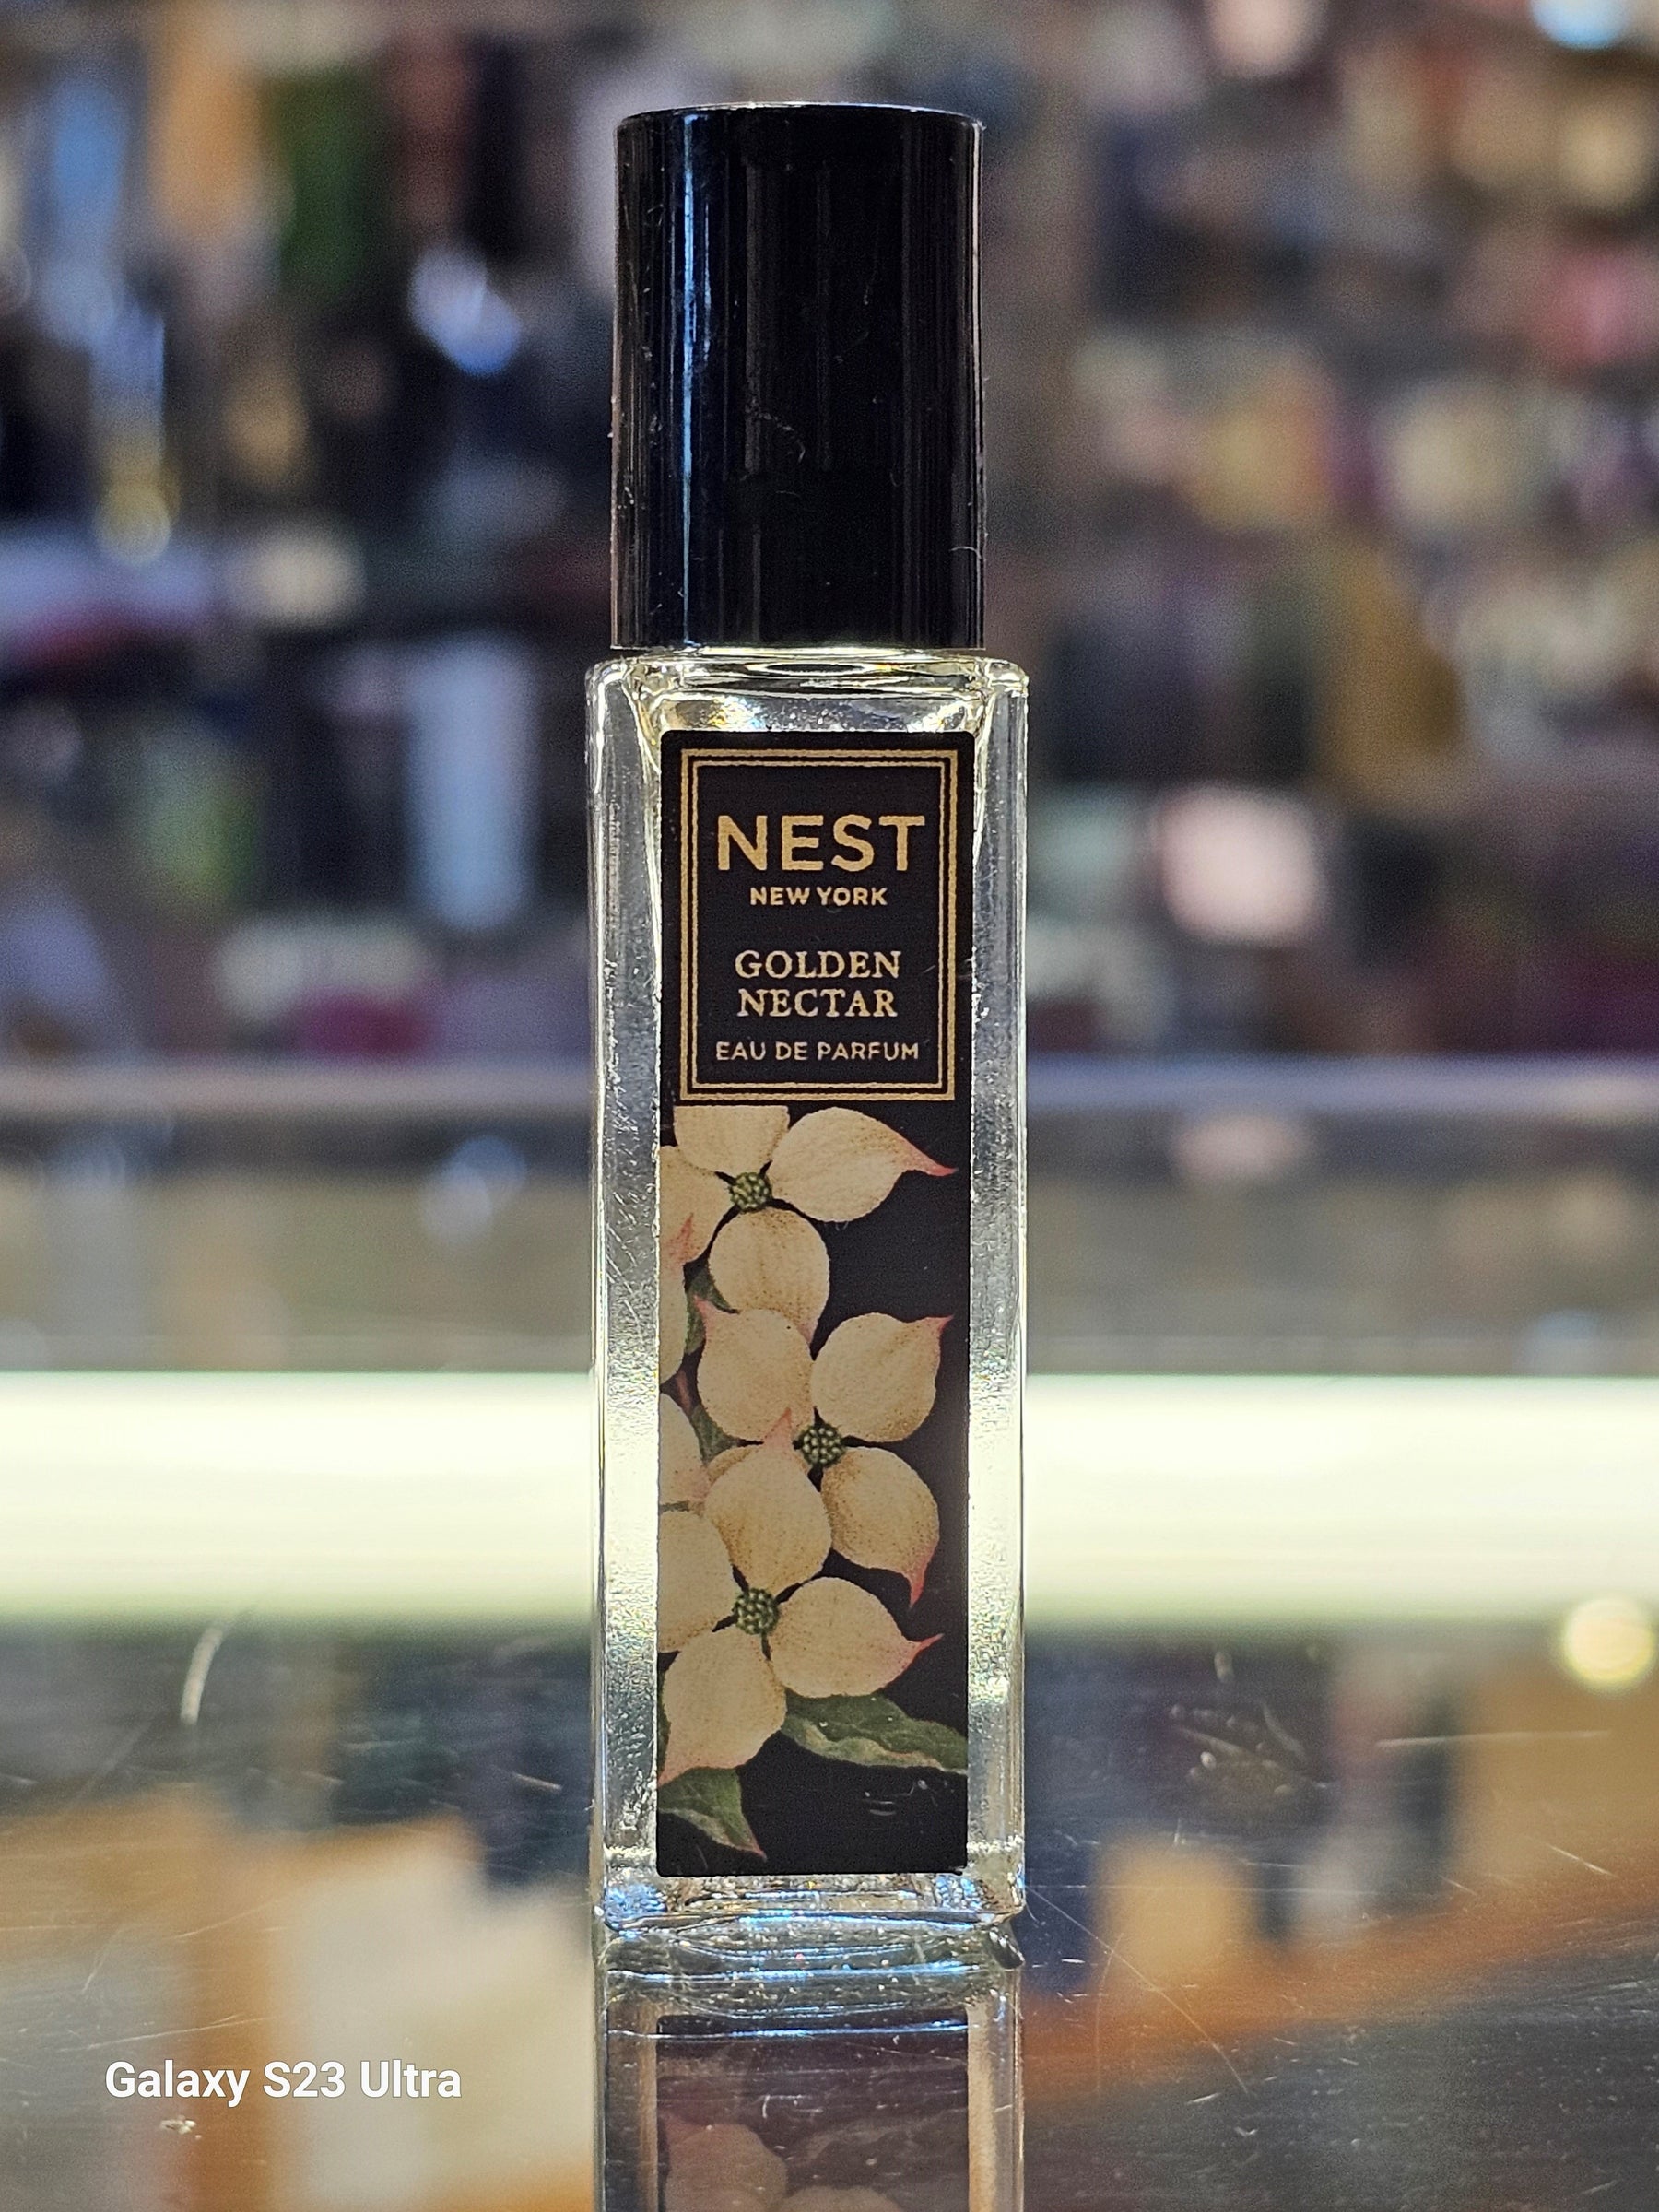 NEST
NEW YORK
GOLDEN
NECTAR
EAU DE PARFUM
Galaxy S23 Ultra